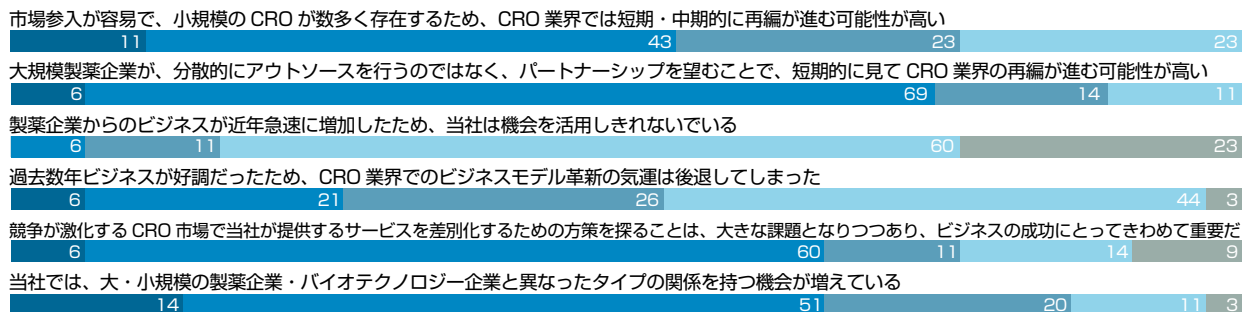 市場参入が容易で、小規模の CRO が数多く存在するため、CRO 業界では短期・中期的に再編が進む可能性が高い
11 43 23 23
大規模製薬企業が、分散的にアウトソースを行うのではなく、パートナーシップを望むことで、短期的に見て CRO 業界の再編が進む可能性が高い
6 69 14 11
製薬企業からのビジネスが近年急速に増加したため、当社は機会を活用しきれないでいる
6 11 60 23
過去数年ビジネスが好調だったため、CRO 業界でのビジネスモデル革新の気運は後退してしまった
6 21 26 44 3
競争が激化する CRO 市場で当社が提供するサービスを差別化するための方策を探ることは、大きな課題となりつつあり、ビジネスの成功にとってきわめて重要だ
6 60 11 14 9
当社では、大・小規模の製薬企業・バイオテクノロジー企業と異なったタイプの関係を持つ機会が増えている
14 51 20 11 3